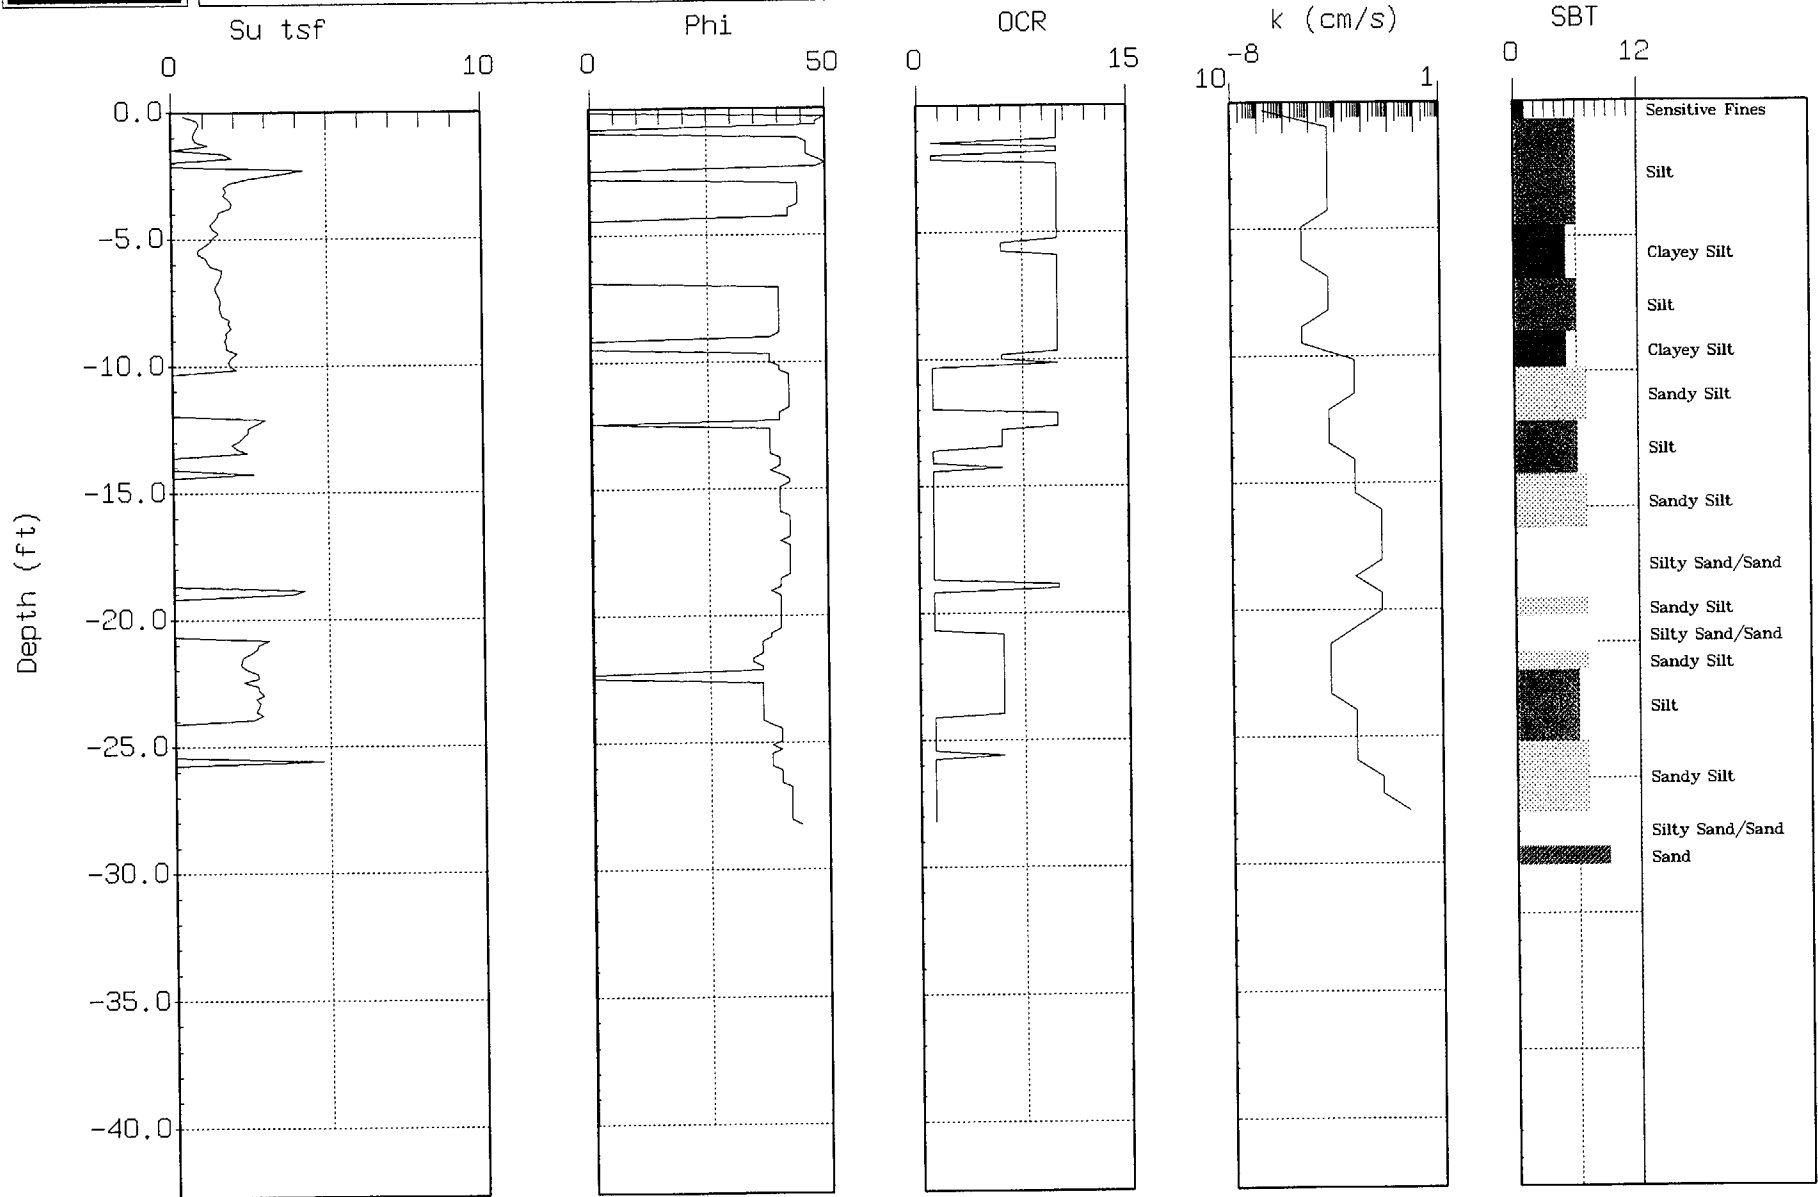 Su tsf
Phi
OCR
k (cm/s)
SBT
0 10
0 50
0 15
10 -8 1
0 12
Depth (ft)
0.0
-5.0
-10.0
-15.0
-20.0
-25.0
-30.0
-35.0
-40.0
Sensitive Fines
Silt
Clayey Silt
Silt
Clayey Silt
Sandy Silt
Silt
Sandy Silt
Silty Sand/Sand
Sandy Silt
Silty Sand/Sand
Sandy Silt
Silt
Sandy Silt
Silty Sand/Sand
Sand